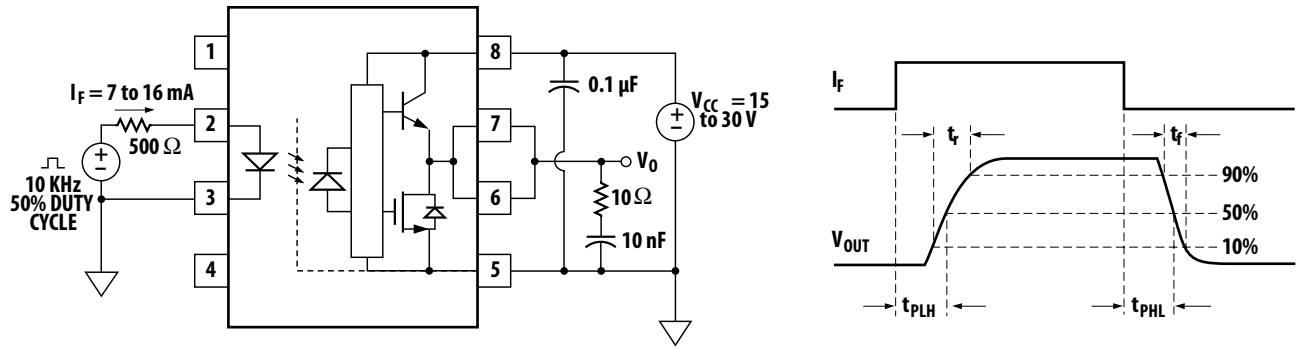 1
8
I_F = 7 to 16 mA
0.1 µF
V_CC = 15
to 30 V
2
7
+
−
500 Ω
V_O
+
−
10 KHz
50% DUTY
CYCLE
3
6
10 Ω
10 nF
4
5
I_F
t_r
t_f
90%
50%
10%
V_OUT
t_PLH
t_PHL